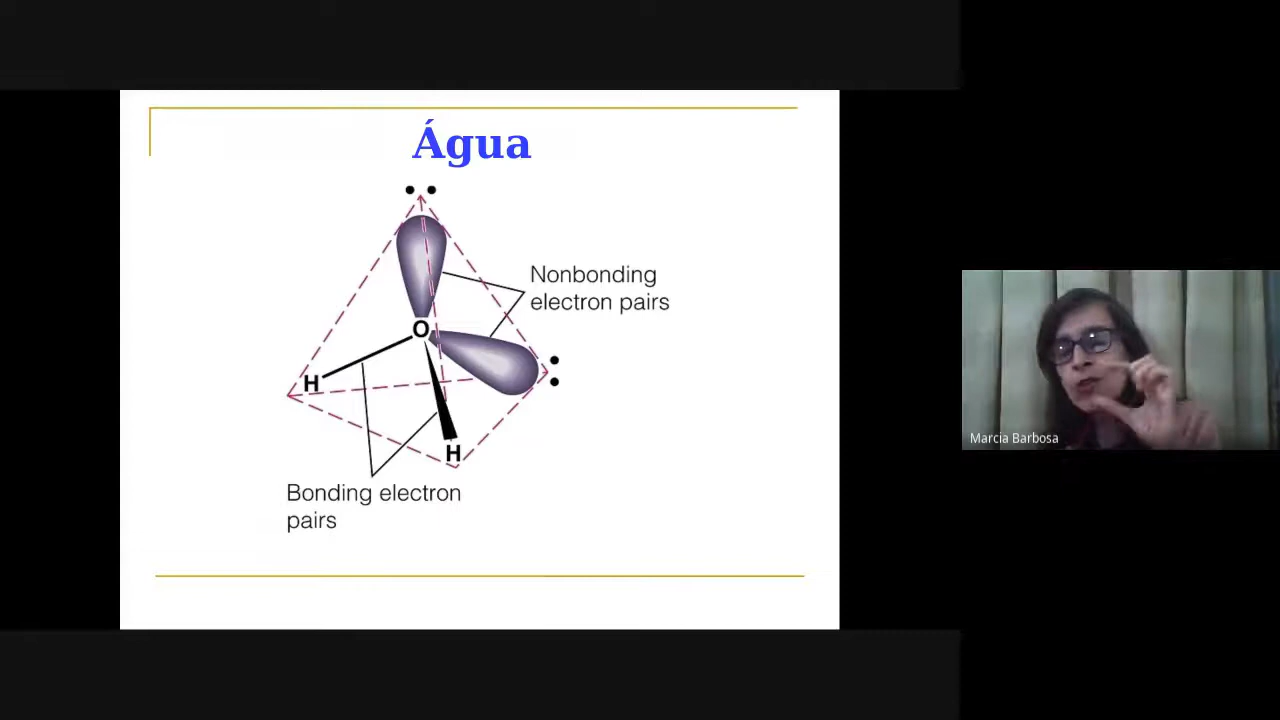 Água
Nonbonding
electron pairs
O
H
H
Bonding electron
pairs
Marcia Barbosa